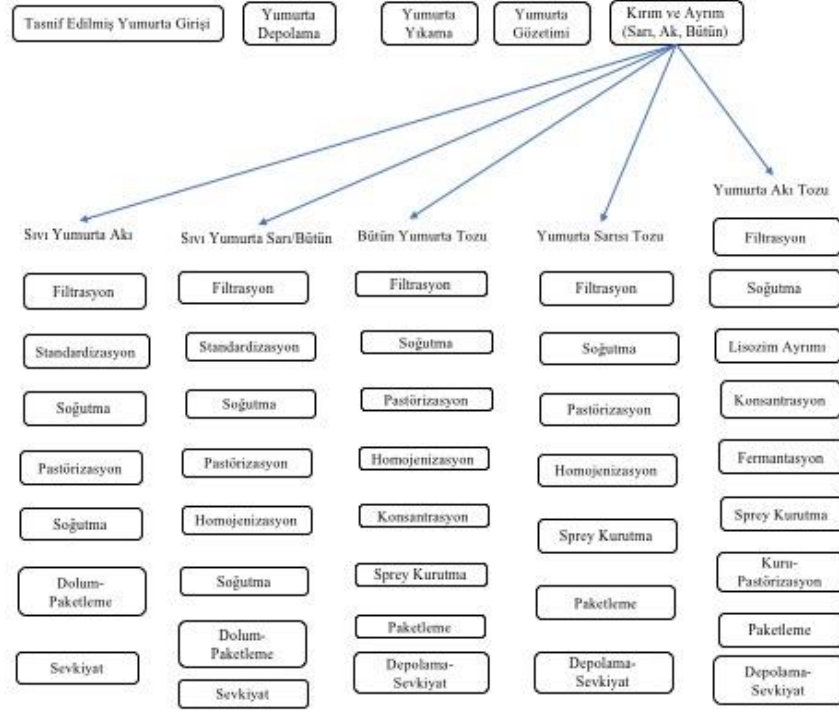 Tasnif Edilmiş Yumurta Girişi
Yumurta
Depolama
Yumurta
Yıkama
Yumurta
Gözetimi
Kırım ve Ayrım
(Sarı, Ak, Bütün)
Sıvı Yumurta Akı
Filtrasyon
Standardizasyon
Soğutma
Pastörizasyon
Soğutma
Dolum-
Paketleme
Sevkiyat
Sıvı Yumurta Sarı/Bütün
Filtrasyon
Standardizasyon
Soğutma
Pastörizasyon
Homojenizasyon
Soğutma
Dolum-
Paketleme
Sevkiyat
Bütün Yumurta Tozu
Filtrasyon
Soğutma
Pastörizasyon
Homojenizasyon
Konsantrasyon
Sprey Kurutma
Paketleme
Depolama-
Sevkiyat
Yumurta Sarısı Tozu
Filtrasyon
Soğutma
Pastörizasyon
Homojenizasyon
Sprey Kurutma
Paketleme
Depolama-
Sevkiyat
Yumurta Akı Tozu
Filtrasyon
Soğutma
Lisozim Ayrımı
Konsantrasyon
Fermantasyon
Sprey Kurutma
Kuru-
Pastörizasyon
Paketleme
Depolama-
Sevkiyat